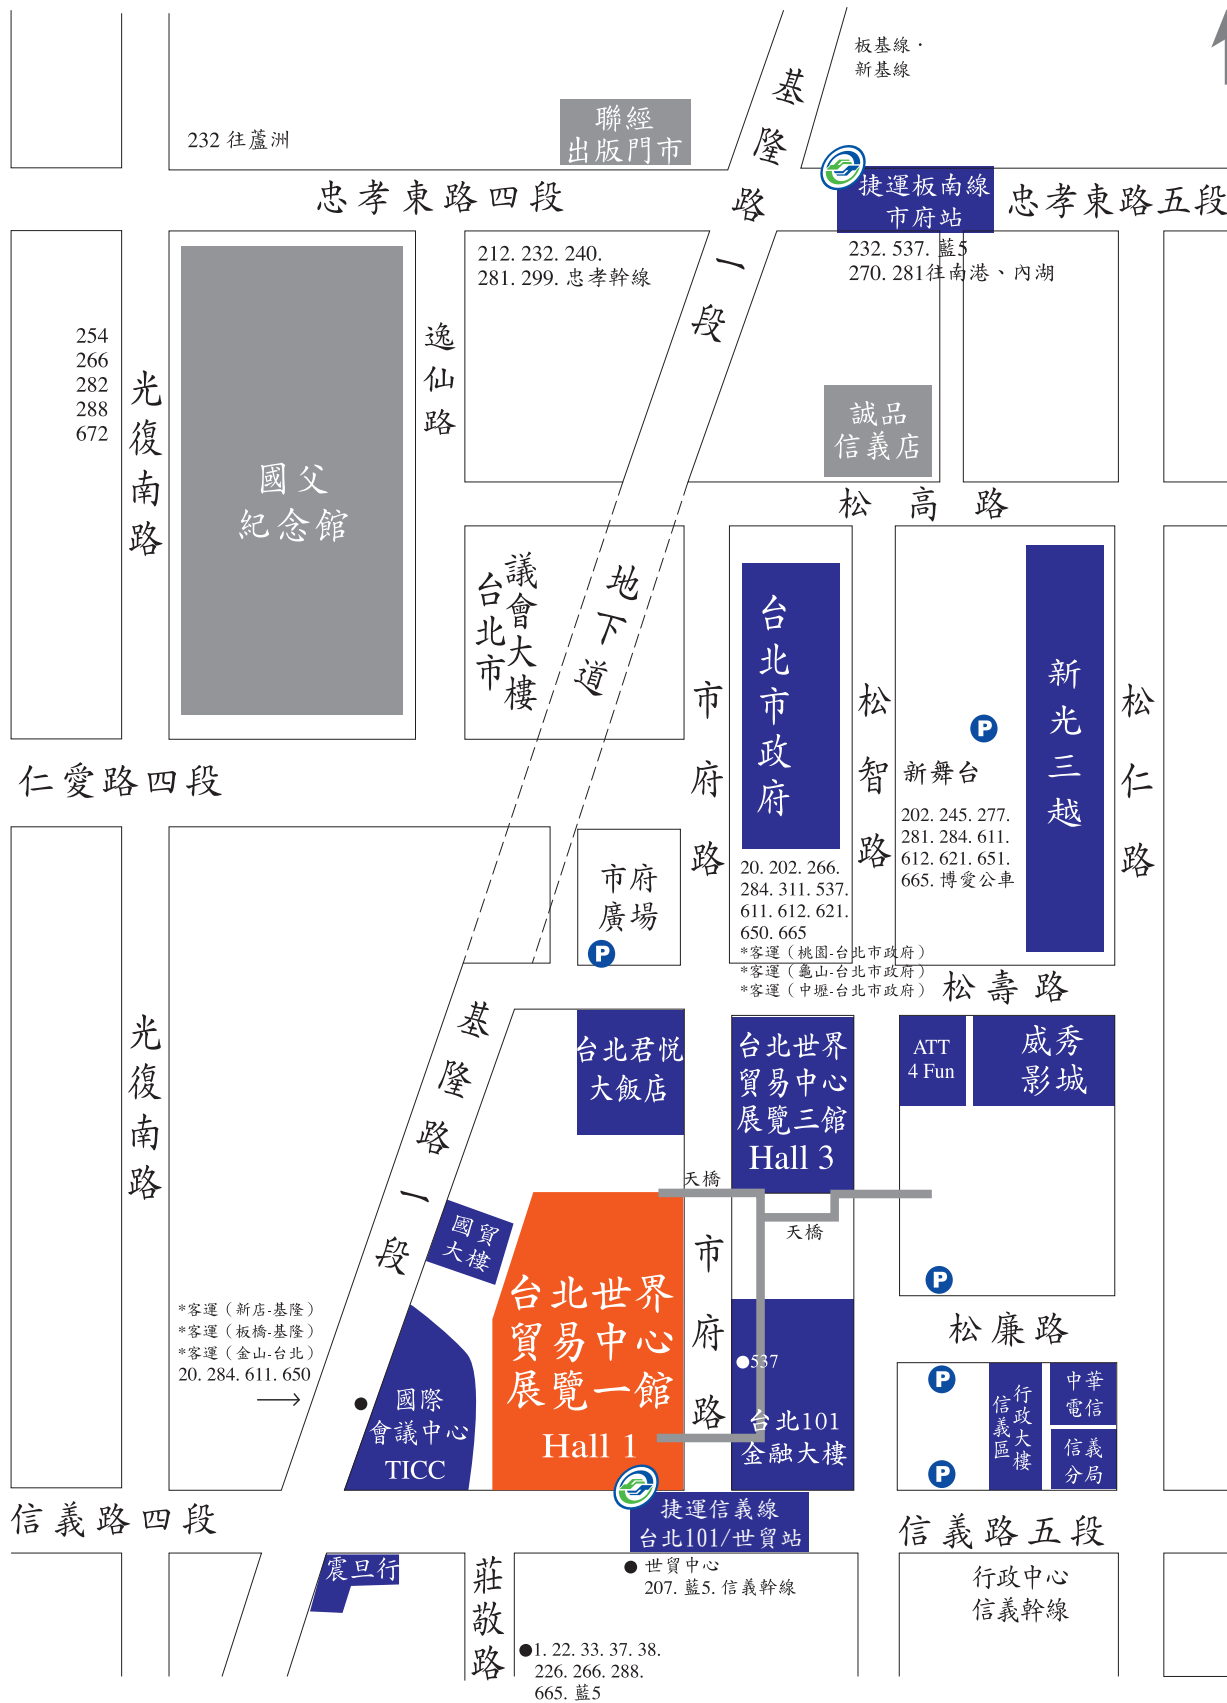 板基線·
新基線
基隆路一段
聯經
出版門市
232 往蘆洲
捷運板南線
市府站
忠孝東路四段
忠孝東路五段
212. 232. 240.
281. 299. 忠孝幹線
232. 537. 藍5
270. 281往南港、內湖
254
266
282
288
672
光復南路
逸仙路
國父
紀念館
誠品
信義店
松高路
台北市
議會大樓
地下道
市府路
台北市政府
松智路
新光三越
松仁路
P
新舞台
202. 245. 277.
281. 284. 611.
612. 621. 651.
665. 博愛公車
仁愛路四段
市府
廣場
P
20. 202. 266.
284. 311. 537.
611. 612. 621.
650. 665
*客運（桃園-台北市政府）
*客運（龜山-台北市政府）
*客運（中壢-台北市政府）
松壽路
光復南路
基隆路一段
台北君悅
大飯店
台北世界
貿易中心
展覽三館
Hall 3
ATT
4 Fun
威秀
影城
天橋
天橋
國貿
大樓
市府路
台北世界
貿易中心
展覽一館
Hall 1
P
松廉路
*客運（新店-基隆）
*客運（板橋-基隆）
*客運（金山-台北）
20. 284. 611. 650
國際
會議中心
TICC
537
台北101
金融大樓
P
P
信義區
行政大樓
中華
電信
信義
分局
信義路四段
捷運信義線
台北101/世貿站
信義路五段
震旦行
莊敬路
世貿中心
207. 藍5. 信義幹線
行政中心
信義幹線
1. 22. 33. 37. 38.
226. 266. 288.
665. 藍5